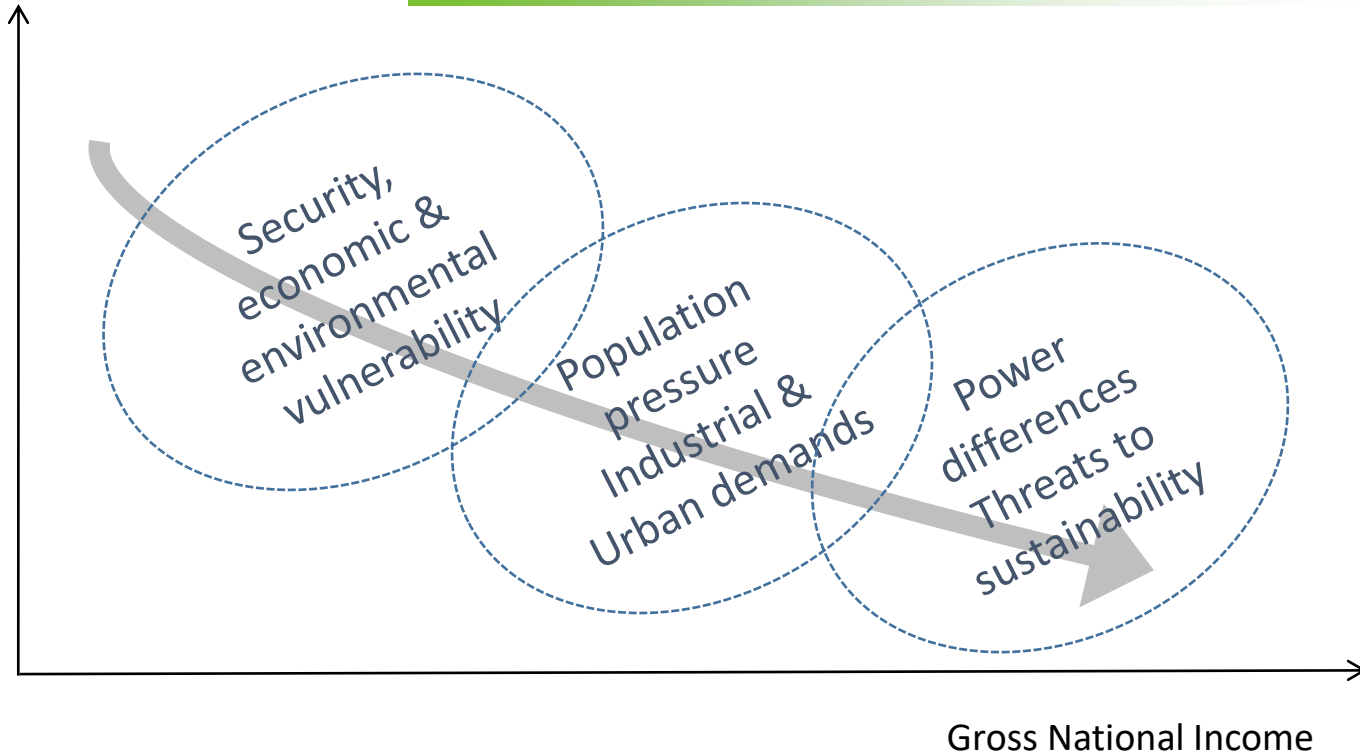 Security,
economic &
environmental
vulnerability
Population
pressure
Industrial &
Urban demands
Power
differences
Threats to
sustainability
Gross National Income